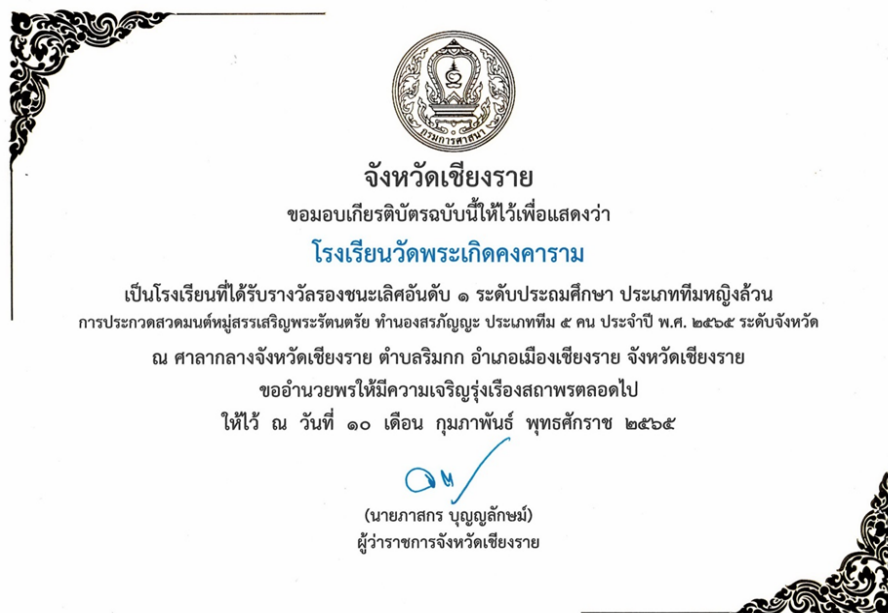 กรมการศาสนา
จังหวัดเชียงราย
ขอมอบเกียรติบัตรฉบับนี้ให้ไว้เพื่อแสดงว่า
โรงเรียนวัดพระเกิดคงคาราม
เป็นโรงเรียนที่ได้รับรางวัลรองชนะเลิศอันดับ ๑ ระดับประถมศึกษา ประเภททีมหญิงล้วน
การประกวดสวดมนต์หมู่สรรเสริญพระรัตนตรัย ทำนองสรภัญญะ ประเภททีม ๕ คน ประจำปี พ.ศ. ๒๕๖๕ ระดับจังหวัด
ณ ศาลากลางจังหวัดเชียงราย ตำบลริมกก อำเภอเมืองเชียงราย จังหวัดเชียงราย
ขออำนวยพรให้มีความเจริญรุ่งเรืองสถาพรตลอดไป
ให้ไว้ ณ วันที่ ๑๐ เดือน กุมภาพันธ์ พุทธศักราช ๒๕๖๕
(นายภาสกร บุญญลักษม์)
ผู้ว่าราชการจังหวัดเชียงราย